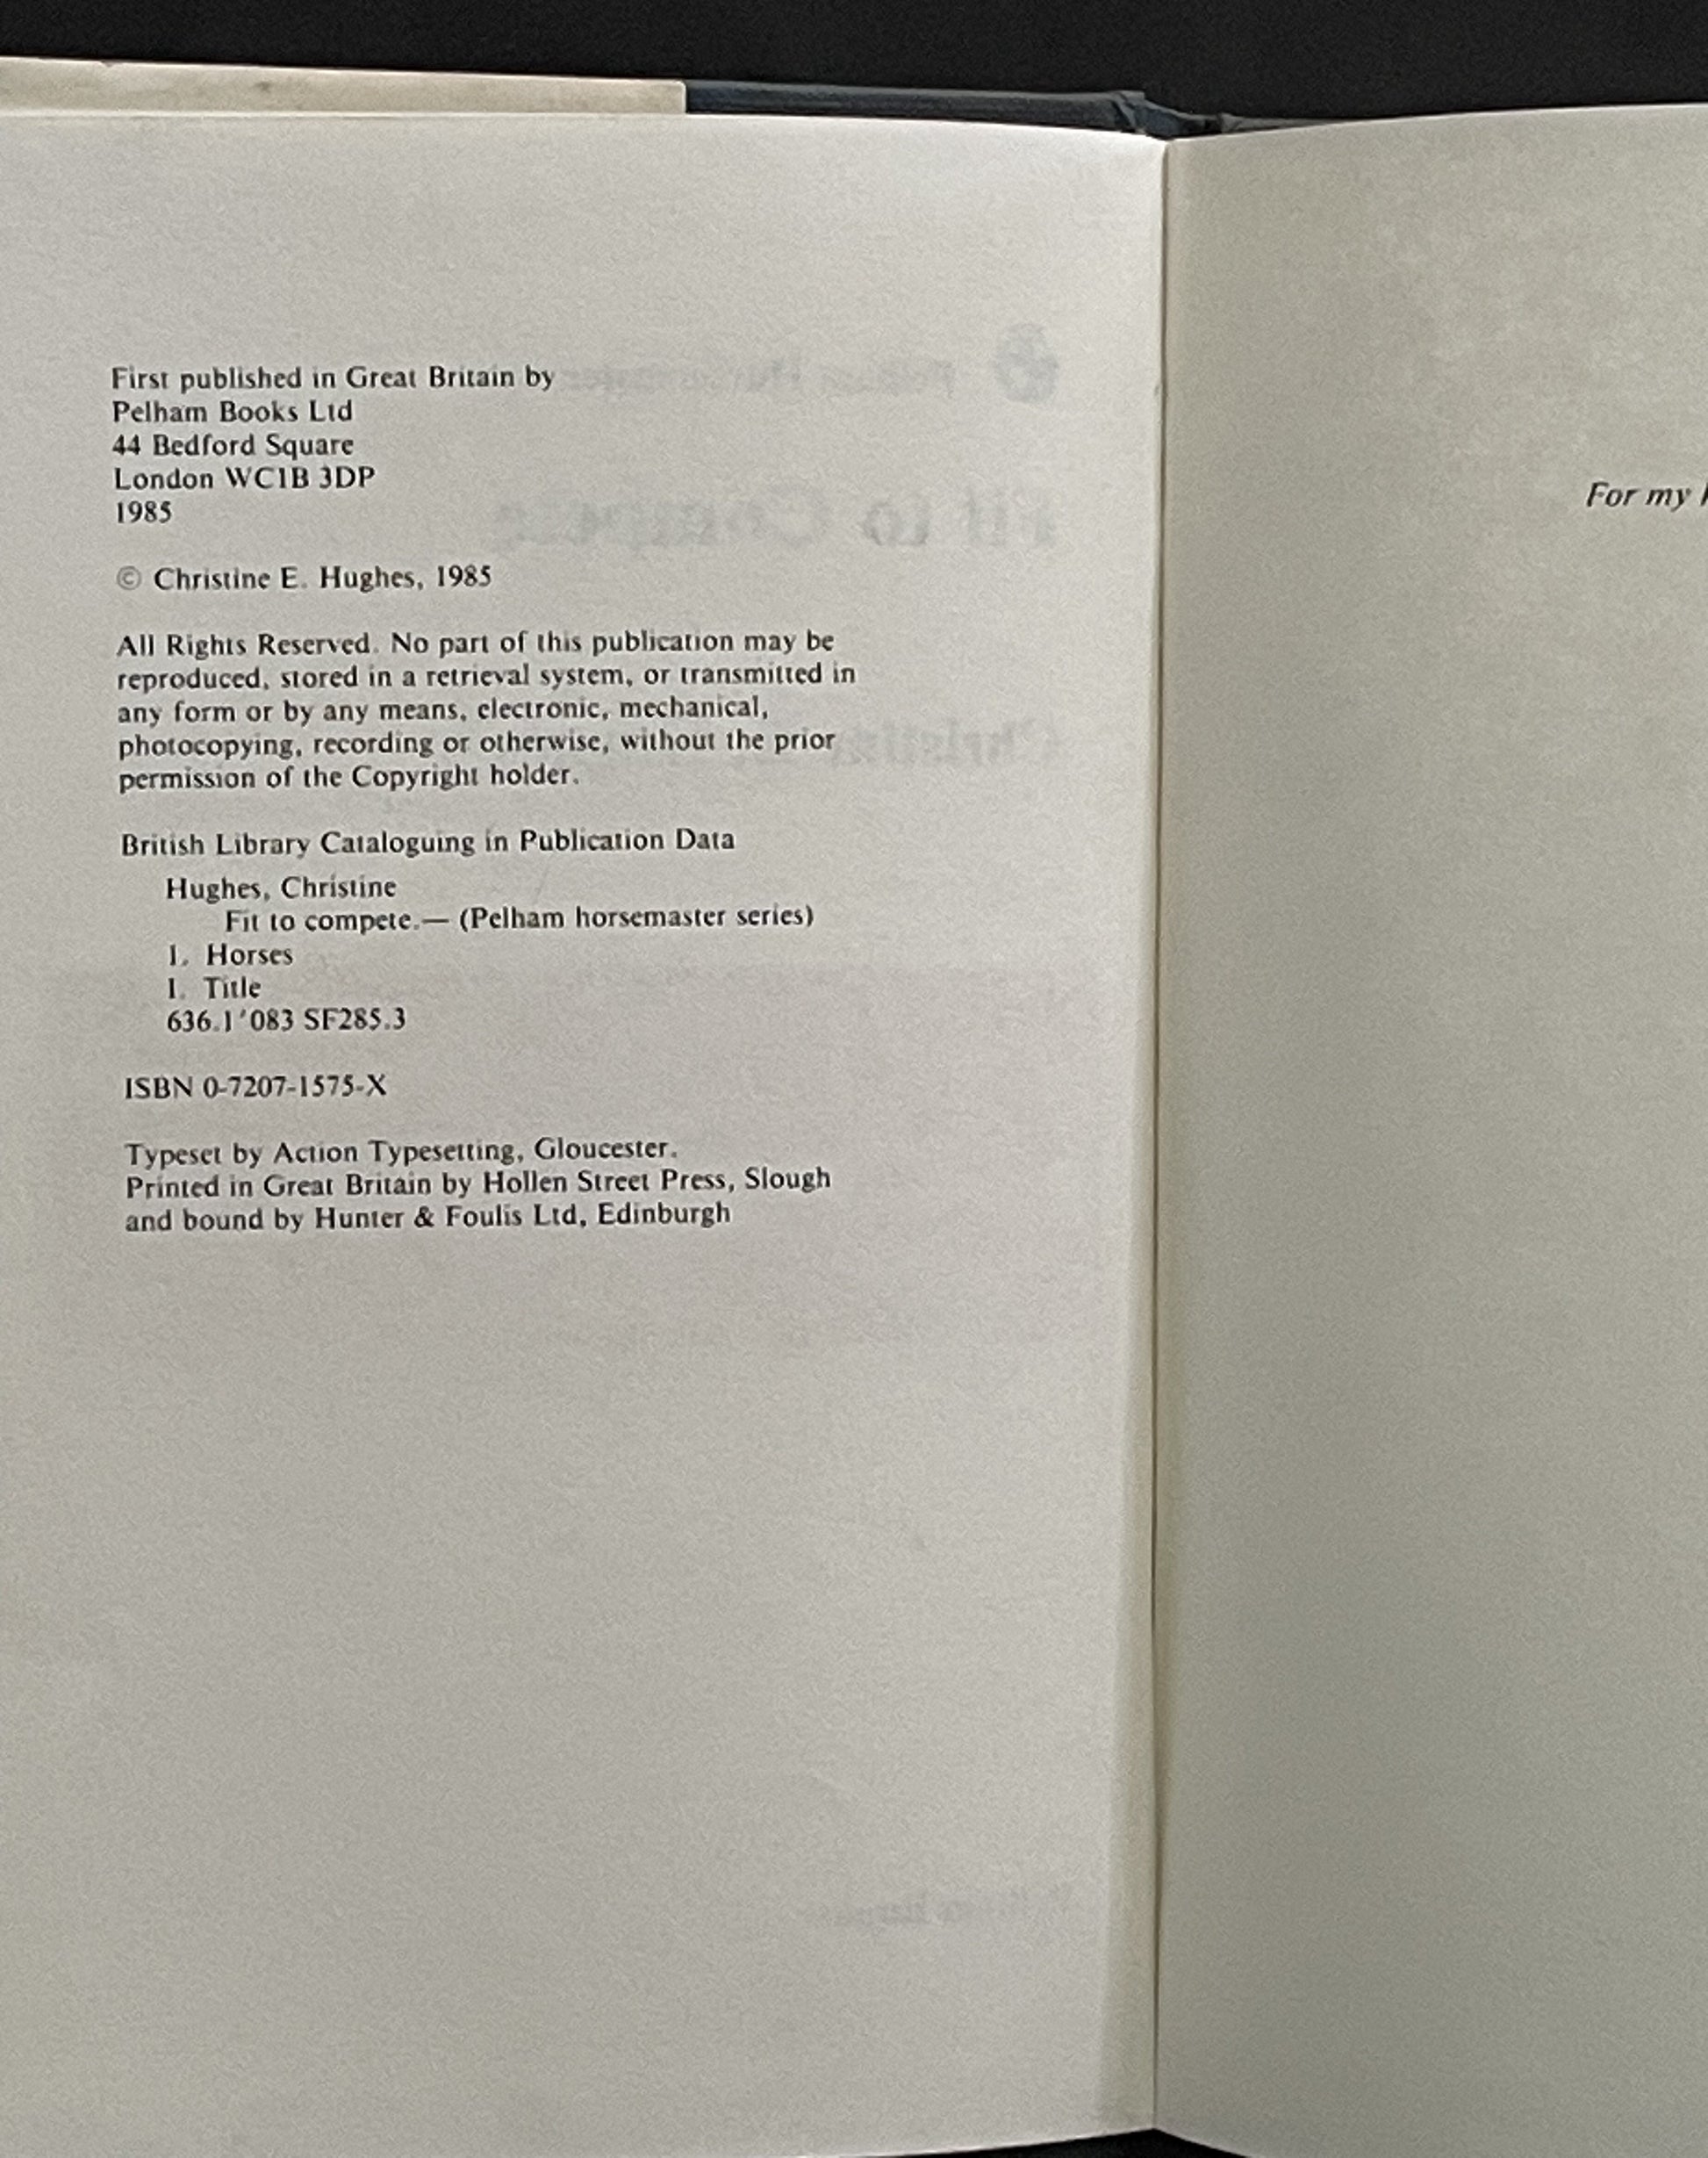 First published in Great Britain by
Pelham Books Ltd
44 Bedford Square
London WC1B 3DP
1985
© Christine E. Hughes, 1985
All Rights Reserved. No part of this publication may be
reproduced, stored in a retrieval system, or transmitted in
any form or by any means, electronic, mechanical,
photocopying, recording or otherwise, without the prior
permission of the Copyright holder.
British Library Cataloguing in Publication Data
Hughes, Christine
Fit to compete.— (Pelham horsemaster series)
1. Horses
I. Title
636.1'083 SF285.3
ISBN 0-7207-1575-X
Typeset by Action Typesetting, Gloucester.
Printed in Great Britain by Hollen Street Press, Slough
and bound by Hunter & Foulis Ltd, Edinburgh
For my